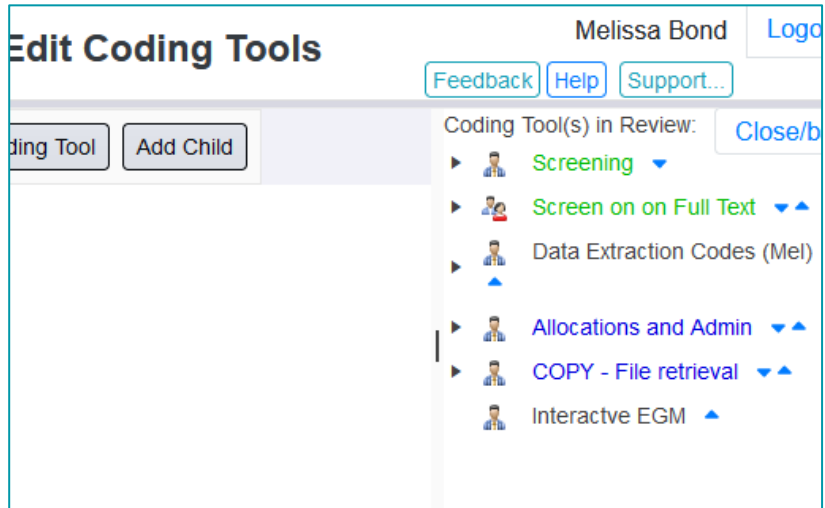 Edit Coding Tools
Melissa Bond
Logo
Feedback Help Support...
ding Tool Add Child
Coding Tool(s) in Review:
Close/b
Screening
Screen on on Full Text
Data Extraction Codes (Mel)
Allocations and Admin
COPY - File retrieval
Interactve EGM